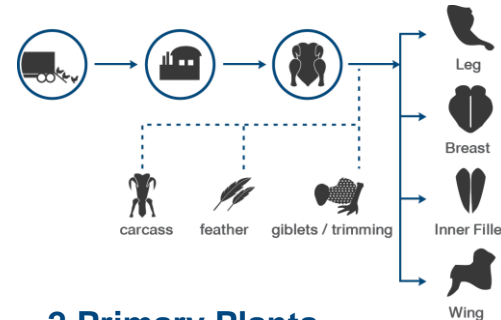 Leg
Breast
carcass
feather
giblets / trimming
Inner Fille
Wing
2 Primary Plants